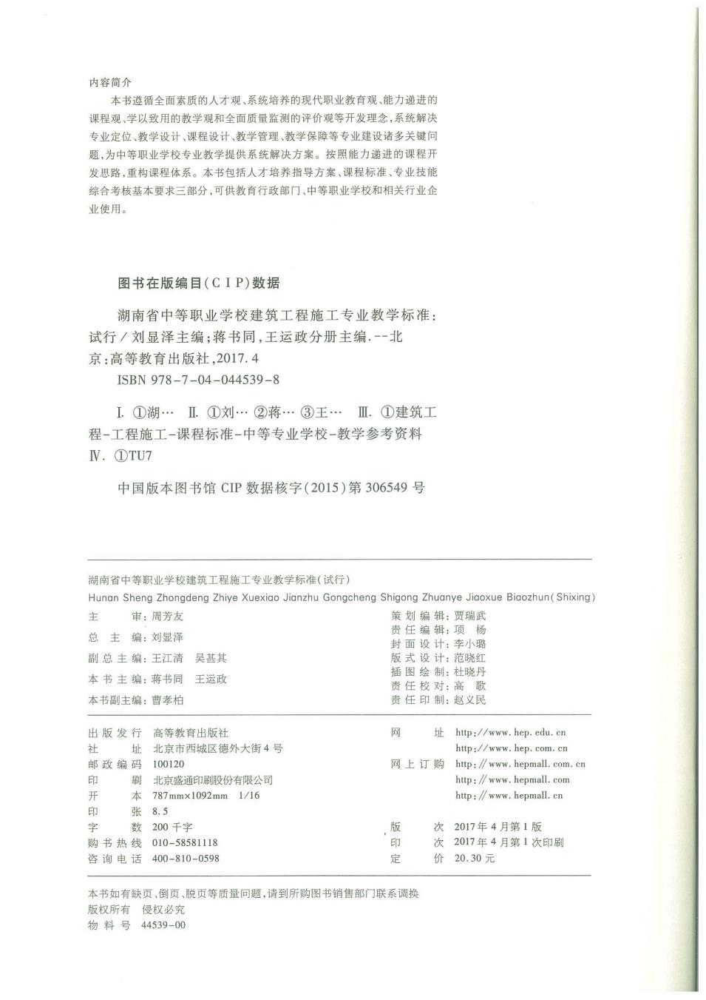 内容简介
本书遵循全面素质的人才观、系统培养的现代职业教育观、能力递进的
课程观、学以致用的教学观和全面质量监测的评价观等开发理念,系统解决
专业定位、教学设计、课程设计、教学管理、教学保障等专业建设诸多关键问
题,为中等职业学校专业教学提供系统解决方案。按照能力递进的课程开
发思路,重构课程体系。本书包括人才培养指导方案、课程标准、专业技能
综合考核基本要求三部分,可供教育行政部门、中等职业学校和相关行业企
业使用。
图书在版编目(CIP)数据
湖南省中等职业学校建筑工程施工专业教学标准:
试行/刘显泽主编;蒋书同,王运政分册主编.--北
京:高等教育出版社,2017.4
ISBN 978-7-04-044539-8
Ⅰ. ①湖… Ⅱ. ①刘… ②蒋… ③王… Ⅲ. ①建筑工
程-工程施工-课程标准-中等专业学校-教学参考资料
Ⅳ. ①TU7
中国版本图书馆 CIP 数据核字(2015)第 306549 号
湖南省中等职业学校建筑工程施工专业教学标准(试行)
Hunan Sheng Zhongdeng Zhiye Xuexiao Jianzhu Gongcheng Shigong Zhuanye Jiaoxue Biaozhun(Shixing)
主 审:周芳友
总 主 编:刘显泽
副总主编:王江清 吴甚其
本书主编:蒋书同 王运政
本书副主编:曹孝柏
策划编辑:贾瑞武
责任编辑:项 杨
封面设计:李小璐
版式设计:范晓红
插图绘制:杜晓丹
责任校对:高 歌
责任印制:赵义民
出版发行 高等教育出版社
社 址 北京市西城区德外大街4号
邮政编码 100120
印 刷 北京盛通印刷股份有限公司
开 本 787mm×1092mm 1/16
印 张 8.5
字 数 200千字
购书热线 010-58581118
咨询电话 400-810-0598
网 址 http://www.hep.edu.cn
http://www.hep.com.cn
网上订购 http://www.hepmall.com.cn
http://www.hepmall.com
http://www.hepmall.cn
版 次 2017年4月第1版
印 次 2017年4月第1次印刷
定 价 20.30元
本书如有缺页、倒页、脱页等质量问题,请到所购图书销售部门联系调换
版权所有 侵权必究
物 料 号 44539-00